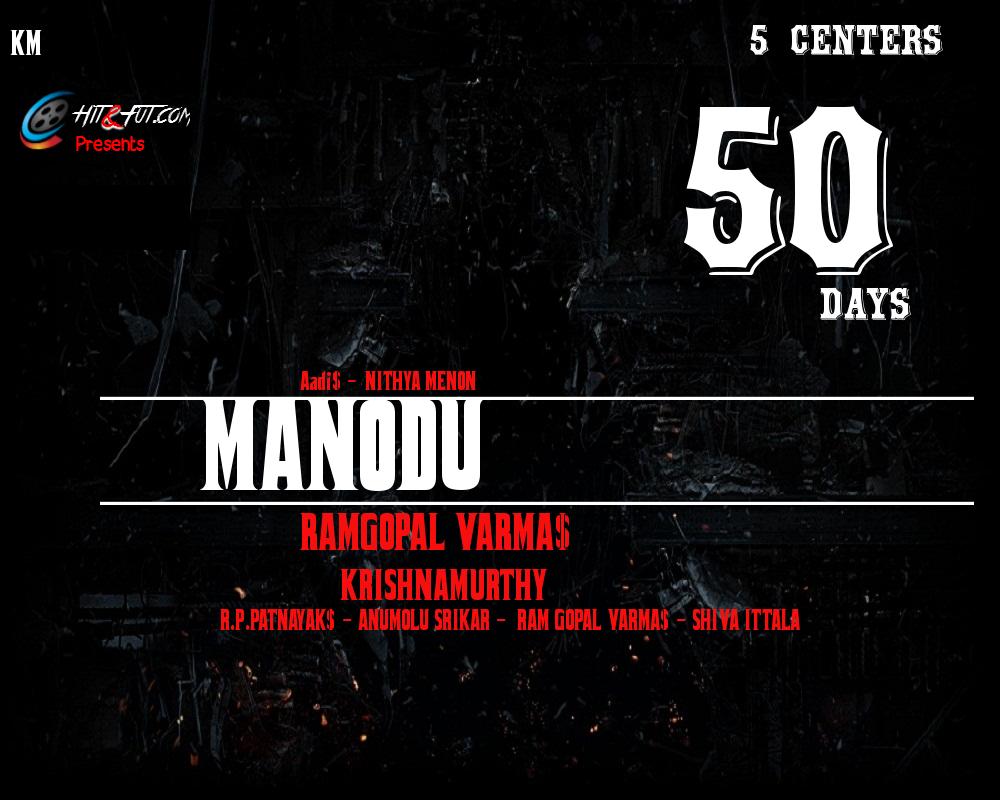 KM
5 CENTERS
HIT&FUT.COM
Presents
50
DAYS
Aadi$ - NITHYA MENON
MANODU
RAMGOPAL VARMA$
KRISHNAMURTHY
R.P.PATNAYAK$ - ANUMOLU SRIKAR - RAM GOPAL VARMA$ - SHIVA ITTALA